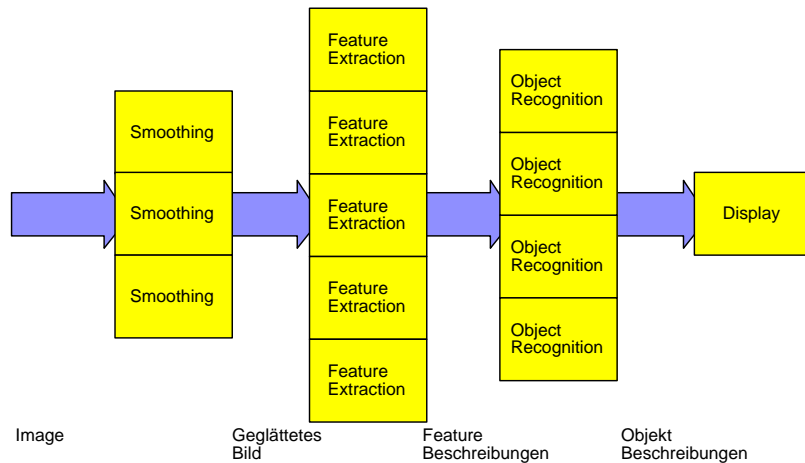 Smoothing
Smoothing
Smoothing
Feature
Extraction
Feature
Extraction
Feature
Extraction
Feature
Extraction
Feature
Extraction
Object
Recognition
Object
Recognition
Object
Recognition
Object
Recognition
Display
Image
Geglättetes
Bild
Feature
Beschreibungen
Objekt
Beschreibungen